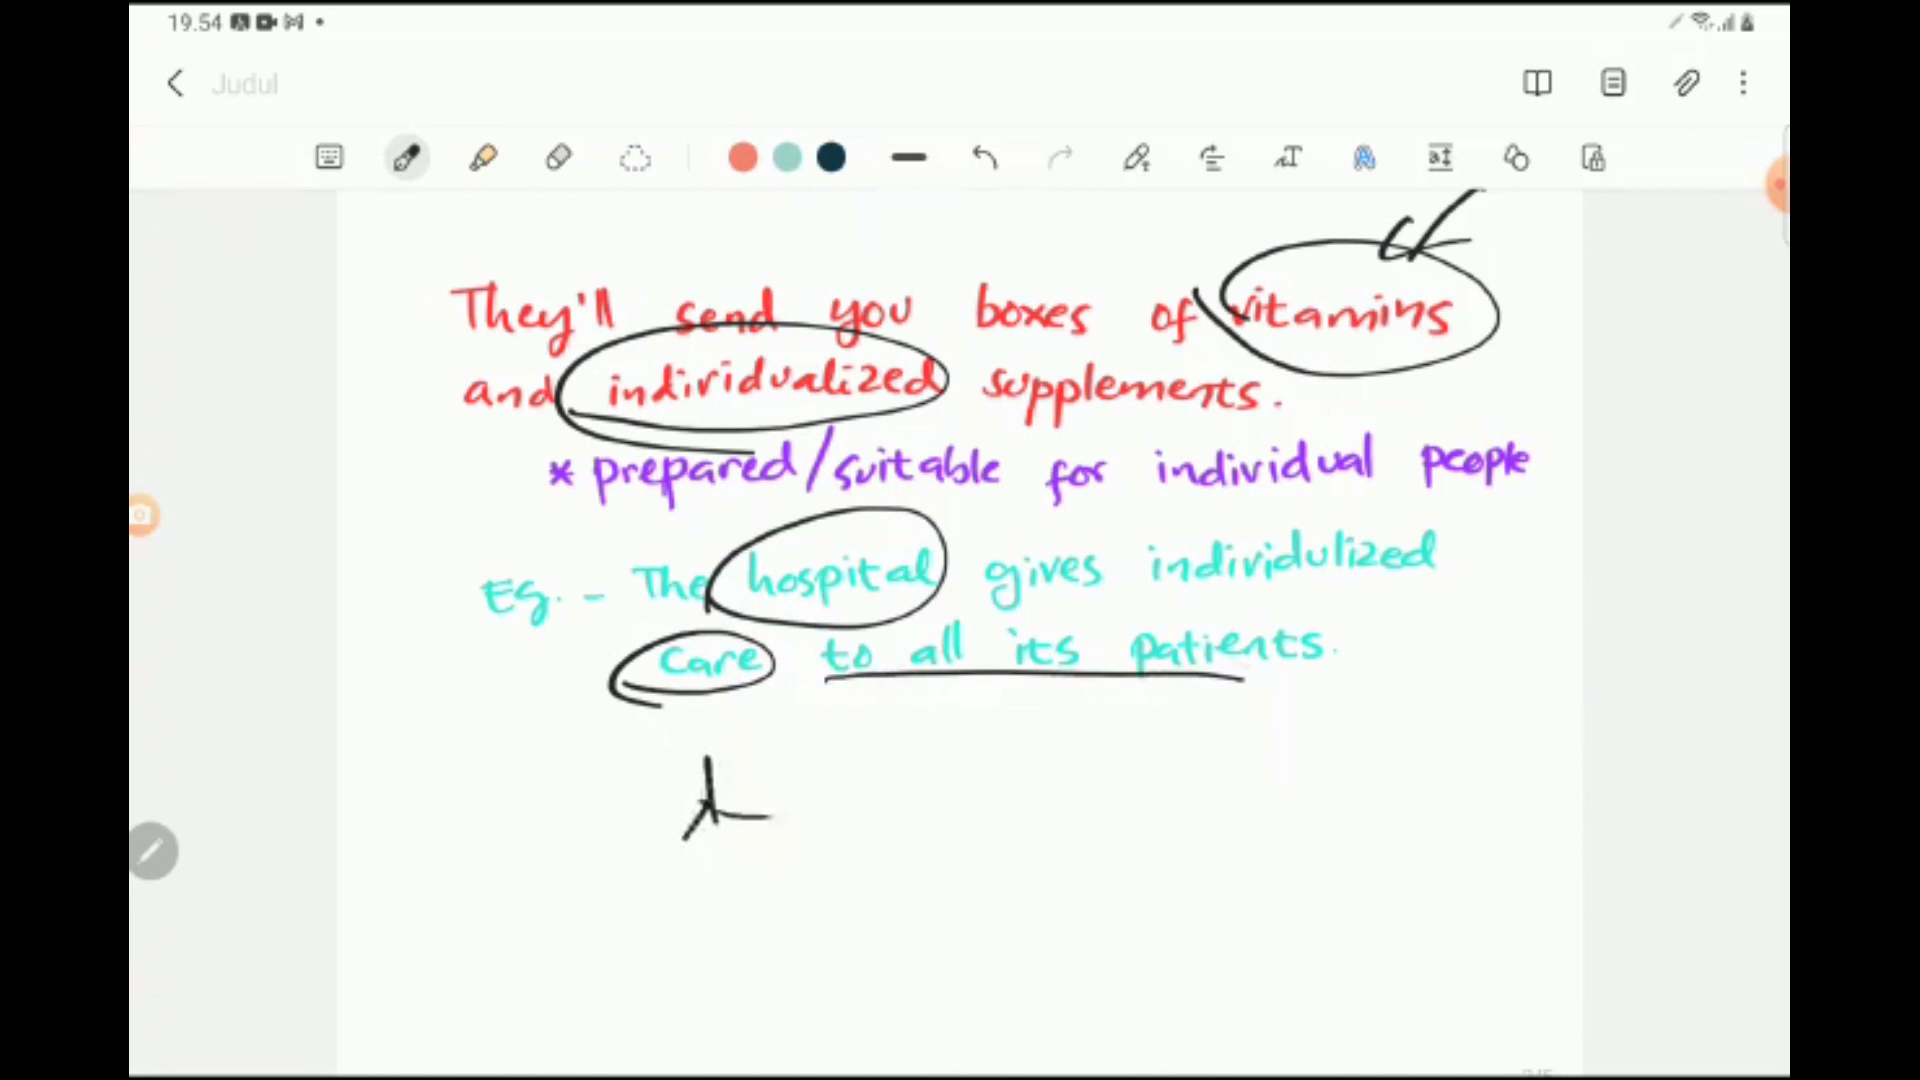 19.54
Judul
They'll send you boxes of vitamins
and individualized supplements.
* prepared/suitable for individual people
Eg. - The hospital gives individulized
care to all its patients.